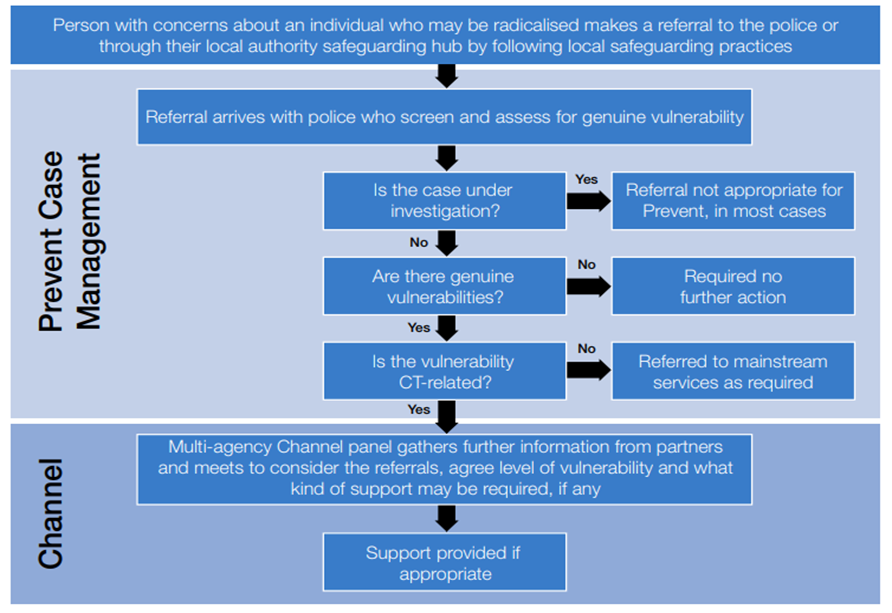 Person with concerns about an individual who may be radicalised makes a referral to the police or
through their local authority safeguarding hub by following local safeguarding practices
Prevent Case
Management
Referral arrives with police who screen and assess for genuine vulnerability
Is the case under
investigation?
Yes
Referral not appropriate for
Prevent, in most cases
No
Are there genuine
vulnerabilities?
No
Required no
further action
Yes
Is the vulnerability
CT-related?
No
Referred to mainstream
services as required
Yes
Channel
Multi-agency Channel panel gathers further information from partners
and meets to consider the referrals, agree level of vulnerability and what
kind of support may be required, if any
Support provided if
appropriate